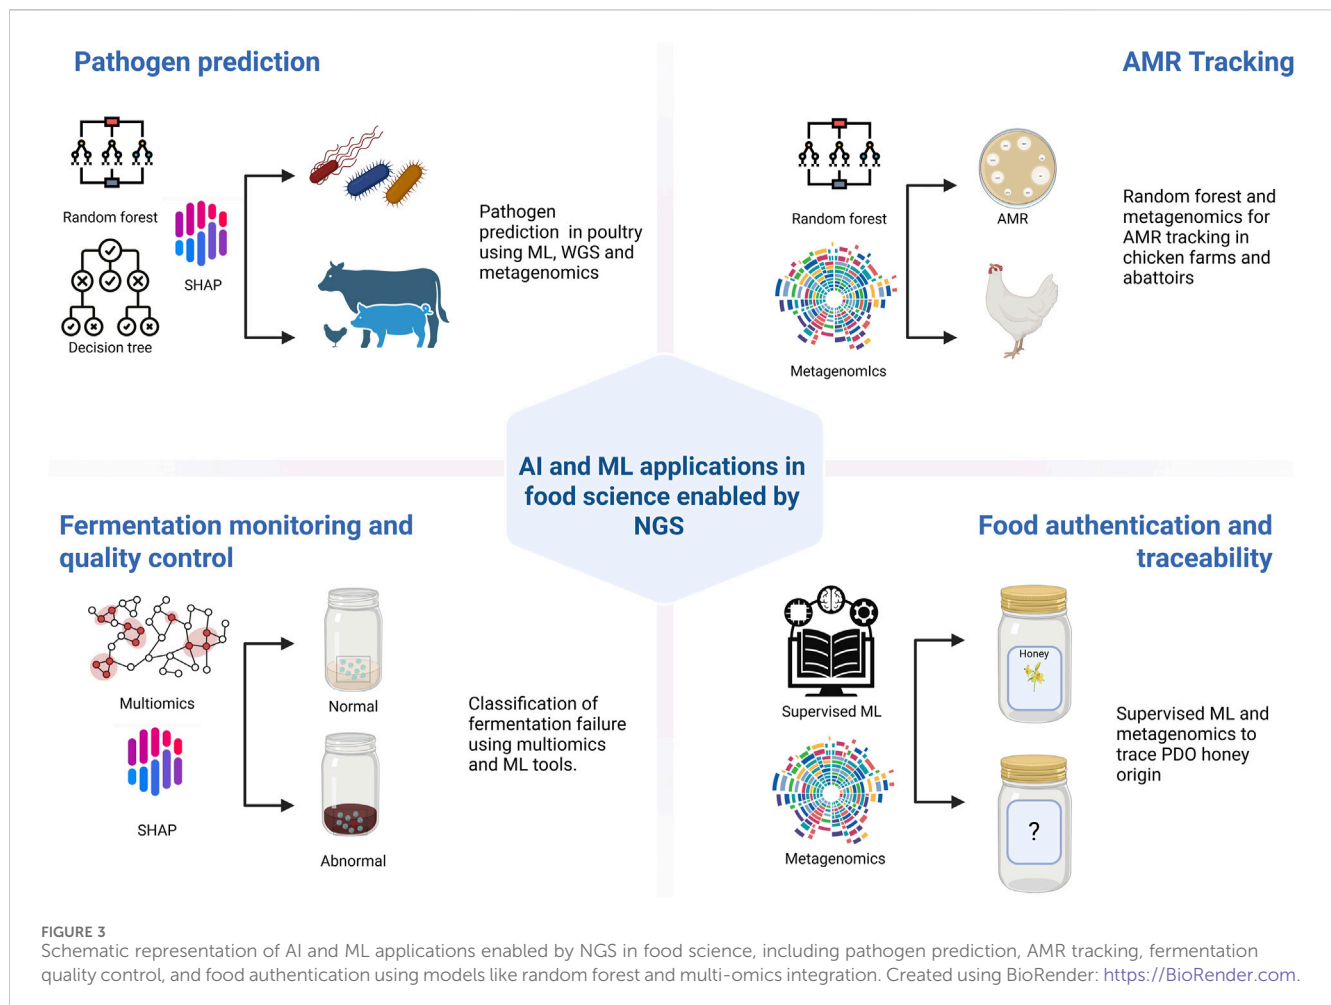 Pathogen prediction
Random forest
SHAP
Decision tree
Pathogen
prediction in poultry
using ML, WGS and
metagenomics
AMR Tracking
Random forest
AMR
Metagenomlcs
Random forest and
metagenomics for
AMR tracking in
chicken farms and
abattoirs
AI and ML applications in
food science enabled by
NGS
Fermentation monitoring and
quality control
Multiomics
Normal
SHAP
Abnormal
Classification of
fermentation failure
using multiomics
and ML tools.
Food authentication and
traceability
Supervised ML
Honey
Metagenomics
?
Supervised ML and
metagenomics to
trace PDO honey
origin
FIGURE 3
Schematic representation of AI and ML applications enabled by NGS in food science, including pathogen prediction, AMR tracking, fermentation
quality control, and food authentication using models like random forest and multi-omics integration. Created using BioRender: https://BioRender.com.